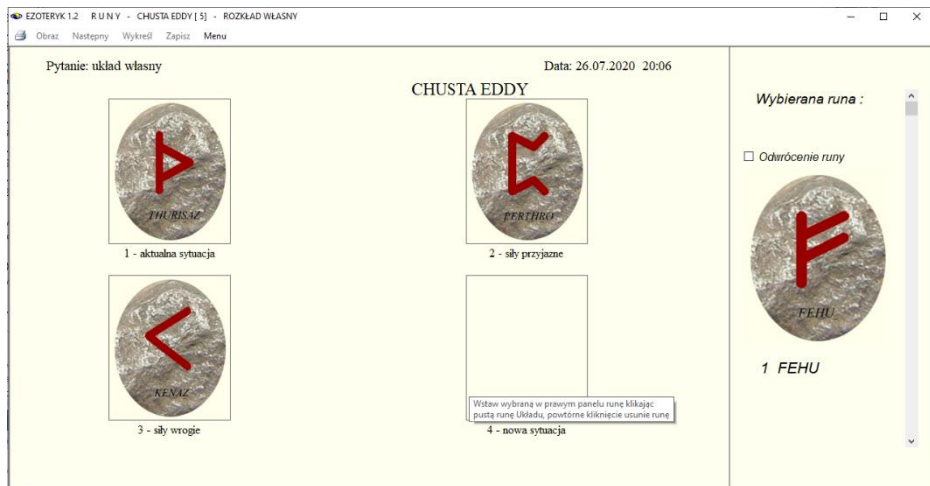 EZOTERYK 1.2 R U N Y - CHUSTA EDDY [ 5] - ROZKŁAD WŁASNY
Obraz Następny Wykreśl Zapisz Menu
Pytanie: układ własny
Data: 26.07.2020 20:06
CHUSTA EDDY
THURISAZ
1 - aktualna sytuacja
PERTHRO
2 - siły przyjazne
KENAZ
3 - siły wrogie
Wstaw wybraną w prawym panelu runę klikając
pustą runę Układu, powtórne kliknięcie usunie runę
4 - nowa sytuacja
Wybierana runa :
Odwrócenie runy
FEHU
1 FEHU